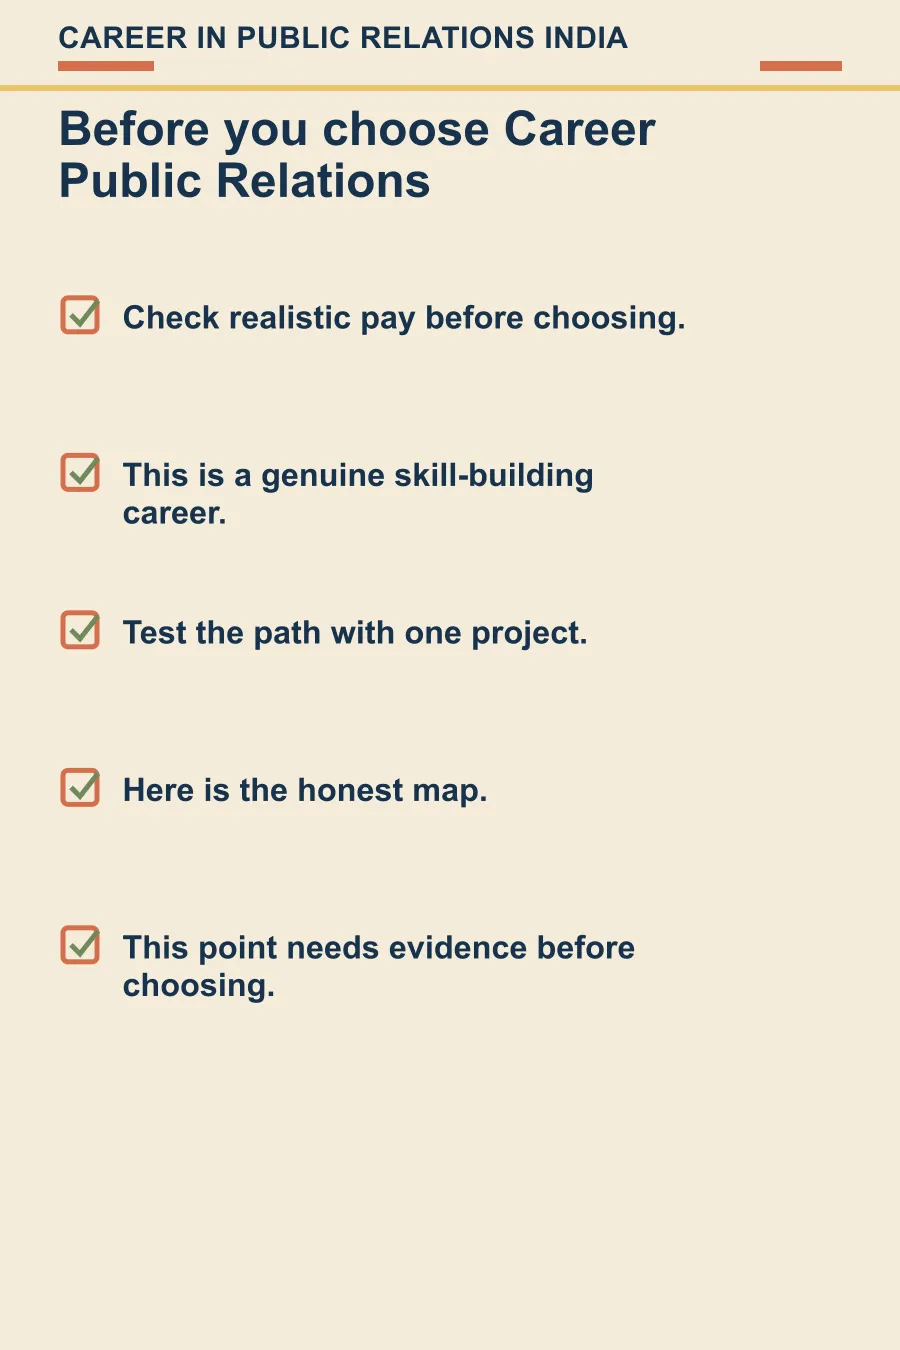 CAREER IN PUBLIC RELATIONS INDIA
Before you choose Career
Public Relations
Check realistic pay before choosing.
This is a genuine skill-building
career.
Test the path with one project.
Here is the honest map.
This point needs evidence before
choosing.